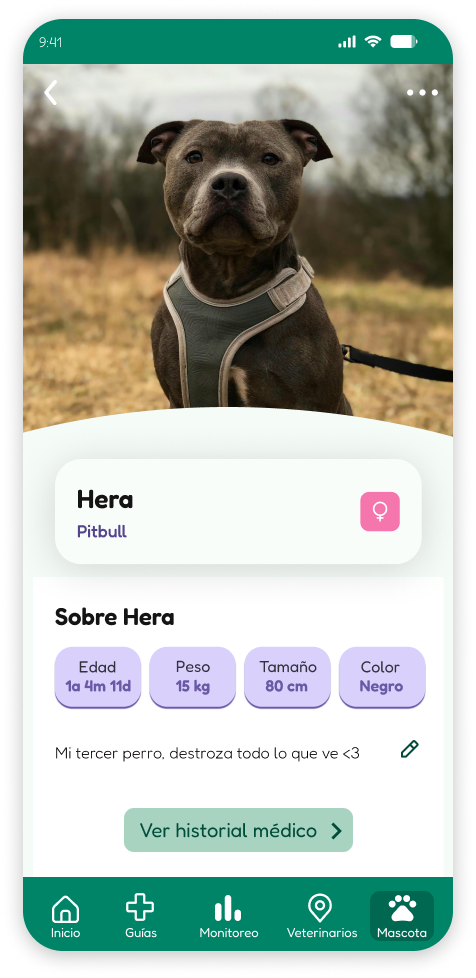 9:41
Hera
Pitbull
Sobre Hera
Edad Peso Tamaño Color
1a 4m 11d 15 kg 80 cm Negro
Mi tercer perro, destroza todo lo que ve <3
Ver historial médico
Inicio Guías Monitoreo Veterinarios Mascota